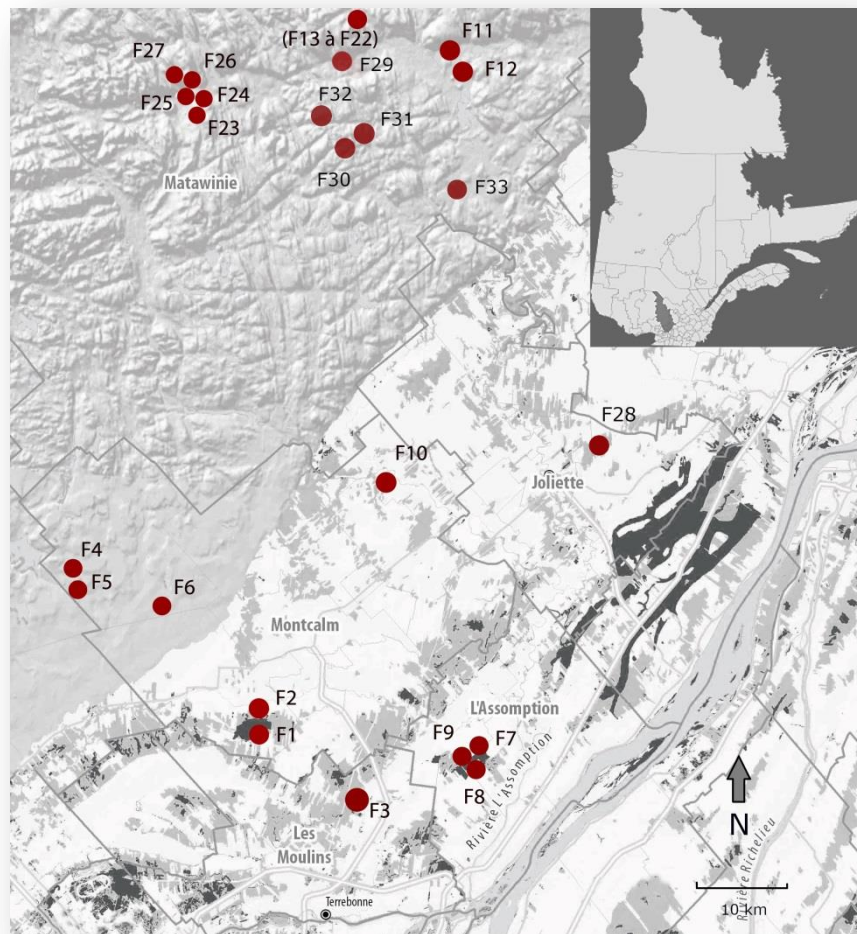 (F13 à F22)
F11
F29
F12
F27
F26
F25
F24
F23
F32
F31
F30
F33
Matawinie
F28
F10
Joliette
F4
F5
F6
Montcalm
F2
F1
L'Assomption
F9
F7
F8
F3
Les
Moulins
Rivière L'Assomption
Rivière Richelieu
N
10 km
Terrebonne